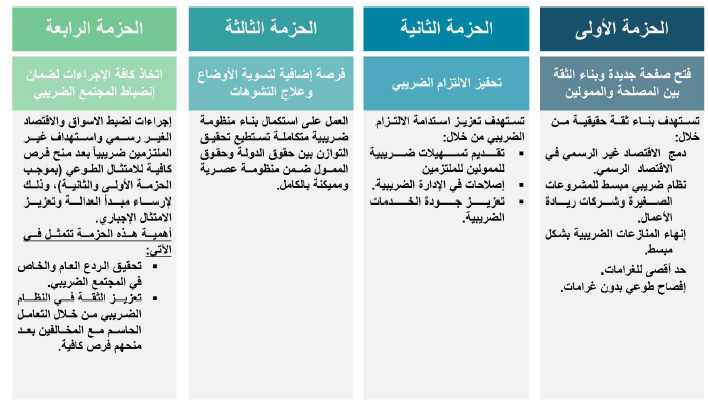 الحزمة الأولى
فتح صفحة جديدة وبناء الثقة
بين المصلحة والممولين
تستهدف بناء ثقة حقيقية من
خلال:
دمج الاقتصاد غير الرسمي في
الاقتصاد الرسمي.
نظام ضريبي مبسط للمشروعات
الصغيرة وشركات ريادة
الأعمال.
إنهاء المنازعات الضريبية بشكل
مبسط.
حد أقصى للغرامات.
إفصاح طوعي بدون غرامات.
الحزمة الثانية
تحفيز الالتزام الضريبي
تستهدف تعزيز استدامة الالتزام
الضريبي من خلال:
▪ تقديم تسهيلات ضريبية
للممولين للملتزمين
▪ إصلاحات في الإدارة الضريبية.
▪ تعزيز جودة الخدمات
الضريبية.
الحزمة الثالثة
فرصة إضافية لتسوية الأوضاع
وعلاج التشوهات
العمل على استكمال بناء منظومة
ضريبية متكاملة تستطيع تحقيق
التوازن بين حقوق الدولة وحقوق
الممول ضمن منظومة عصرية
ومميكنة بالكامل.
الحزمة الرابعة
اتخاذ كافة الإجراءات لضمان
إنضباط المجتمع الضريبي
إجراءات لضبط الاسواق والاقتصاد
الغير رسمي واستهداف غير
الملتزمين ضريبياً بعد منح فرص
كافية للامتثال الطوعي (بموجب
الحزمة الأولى والثانية)، وذلك
لإرساء مبدأ العدالة وتعزيز
الامتثال الإجباري.
أهمية هذه الحزمة تتمثل في
الآتي:
▪ تحقيق الردع العام والخاص
في المجتمع الضريبي.
▪ تعزيز الثقة في النظام
الضريبي من خلال التعامل
الحاسم مع المخالفين بعد
منحهم فرص كافية.